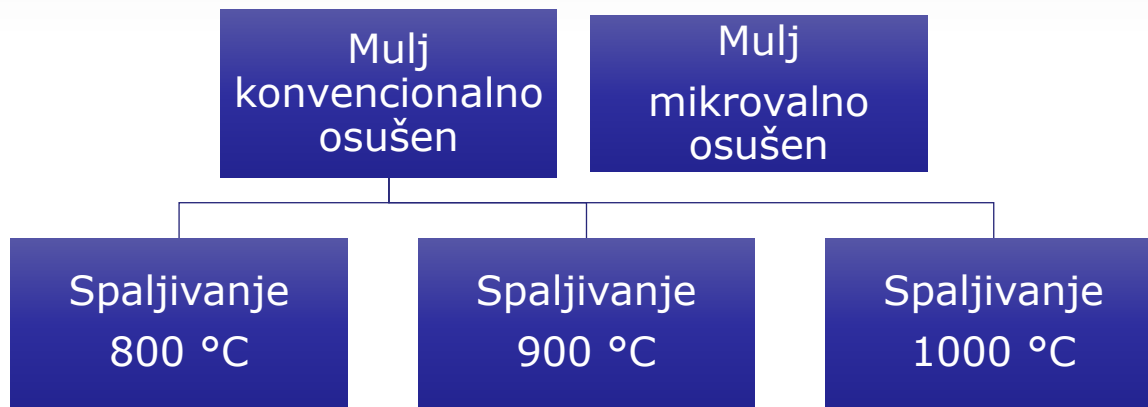 Mulj
konvencionalno
osušen
Mulj
mikrovalno
osušen
Spaljivanje
800 °C
Spaljivanje
900 °C
Spaljivanje
1000 °C